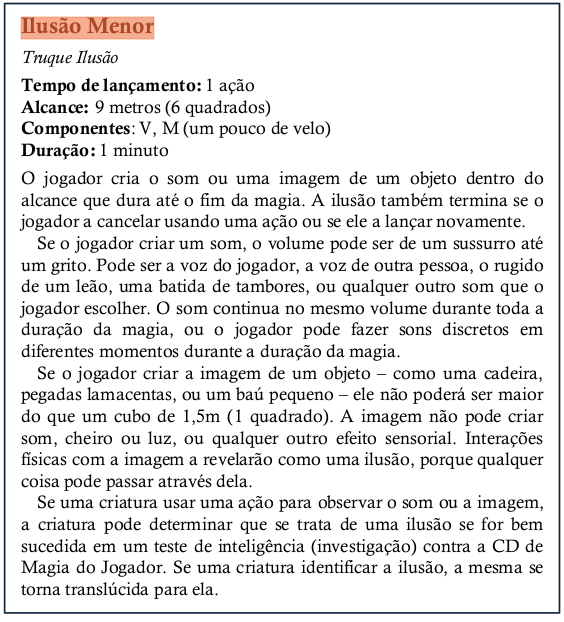 Ilusão Menor
Truque Ilusão
Tempo de lançamento: 1 ação
Alcance: 9 metros (6 quadrados)
Componentes: V, M (um pouco de velo)
Duração: 1 minuto
O jogador cria o som ou uma imagem de um objeto dentro do
alcance que dura até o fim da magia. A ilusão também termina se o
jogador a cancelar usando uma ação ou se ele a lançar novamente.
Se o jogador criar um som, o volume pode ser de um sussurro até
um grito. Pode ser a voz do jogador, a voz de outra pessoa, o rugido
de um leão, uma batida de tambores, ou qualquer outro som que o
jogador escolher. O som continua no mesmo volume durante toda a
duração da magia, ou o jogador pode fazer sons discretos em
diferentes momentos durante a duração da magia.
Se o jogador criar a imagem de um objeto – como uma cadeira,
pegadas lamacentas, ou um baú pequeno – ele não poderá ser maior
do que um cubo de 1,5m (1 quadrado). A imagem não pode criar
som, cheiro ou luz, ou qualquer outro efeito sensorial. Interações
físicas com a imagem a revelarão como uma ilusão, porque qualquer
coisa pode passar através dela.
Se uma criatura usar uma ação para observar o som ou a imagem,
a criatura pode determinar que se trata de uma ilusão se for bem
sucedida em um teste de inteligência (investigação) contra a CD de
Magia do Jogador. Se uma criatura identificar a ilusão, a mesma se
torna translúcida para ela.